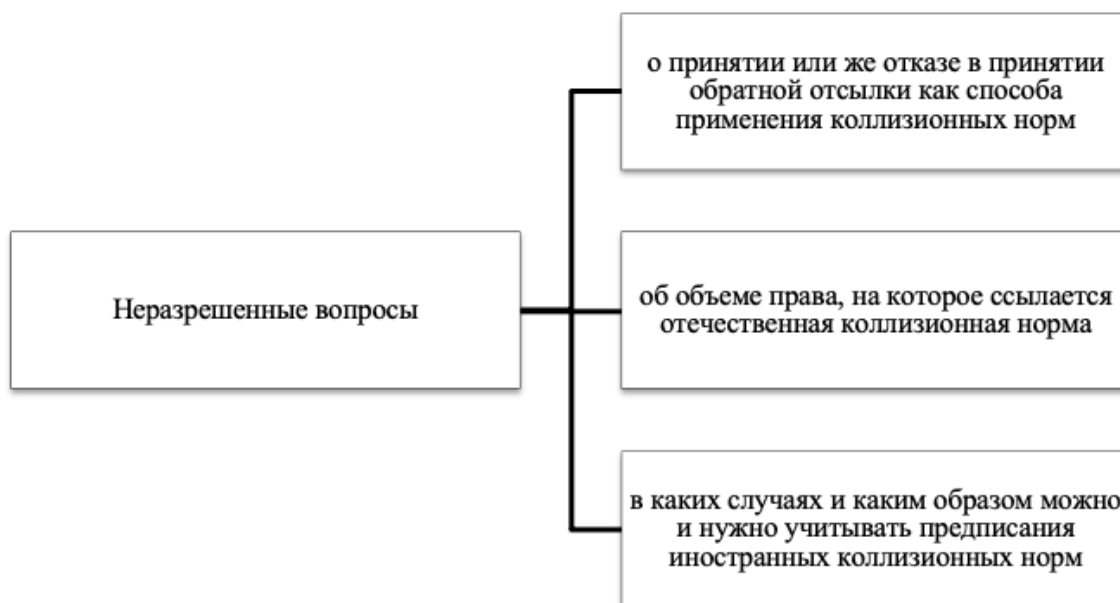 Неразрешенные вопросы
о принятии или же отказе в принятии
обратной отсылки как способа
применения коллизионных норм
об объеме права, на которое ссылается
отечественная коллизионная норма
в каких случаях и каким образом можно
и нужно учитывать предписания
иностранных коллизионных норм